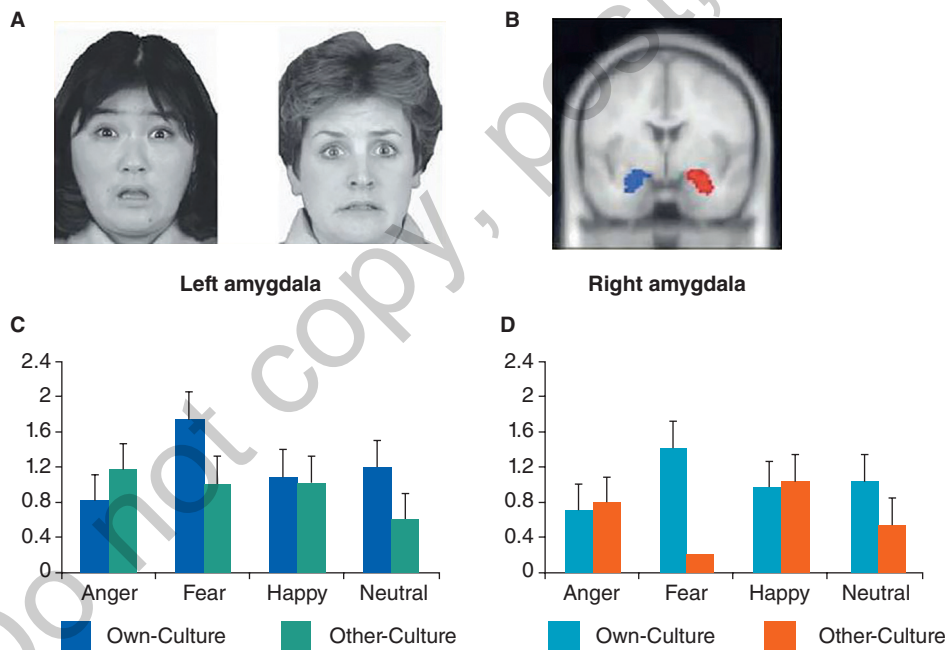 A
B
Left amygdala
Right amygdala
C
D
2.4
2
1.6
1.2
0.8
0.4
0
Anger Fear Happy Neutral
Own-Culture Other-Culture
2.4
2
1.6
1.2
0.8
0.4
0
Anger Fear Happy Neutral
Own-Culture Other-Culture
Do not copy, post,